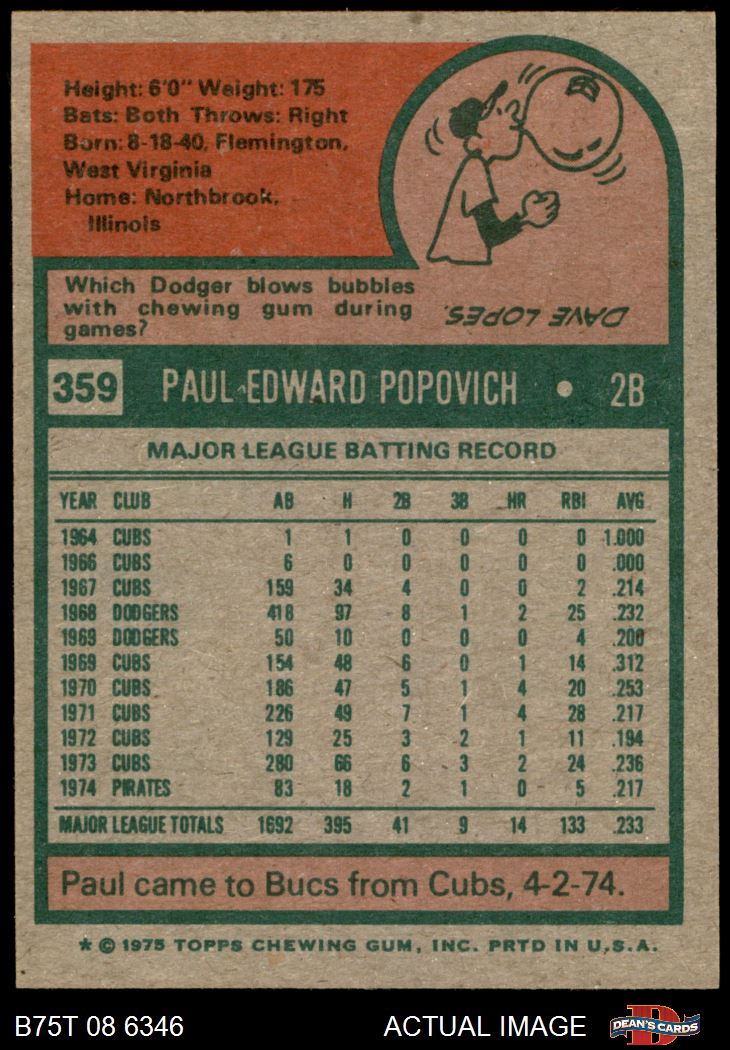 Height: 6'0" Weight: 175
Bats: Both Throws: Right
Born: 8-18-40, Flemington,
West Virginia
Home: Northbrook,
Illinois
Which Dodger blows bubbles
with chewing gum during
games?
DAVE LOPES.
359 PAUL EDWARD POPOVICH • 2B
MAJOR LEAGUE BATTING RECORD
YEAR CLUB AB H 2B 3B HR RBI AVG
1964 CUBS 1 1 0 0 0 0 1.000
1966 CUBS 6 0 0 0 0 0 .000
1967 CUBS 159 34 4 0 0 2 .214
1968 DODGERS 418 97 8 1 2 25 .232
1969 DODGERS 50 10 0 0 0 4 .200
1969 CUBS 154 48 6 0 1 14 .312
1970 CUBS 186 47 5 1 4 20 .253
1971 CUBS 226 49 7 1 4 28 .217
1972 CUBS 129 25 3 2 1 11 .194
1973 CUBS 280 66 6 3 2 24 .236
1974 PIRATES 83 18 2 1 0 5 .217
MAJOR LEAGUE TOTALS 1692 395 41 9 14 133 .233
Paul came to Bucs from Cubs, 4-2-74.
* © 1975 TOPPS CHEWING GUM, INC. PRTD IN U.S.A.
B75T 08 6346 ACTUAL IMAGE DEAN'S CARDS